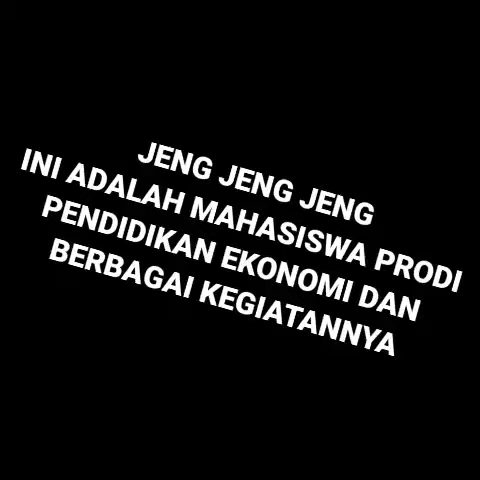 JENG JENG JENG
INI ADALAH MAHASISWA PRODI
PENDIDIKAN EKONOMI DAN
BERBAGAI KEGIATANNYA